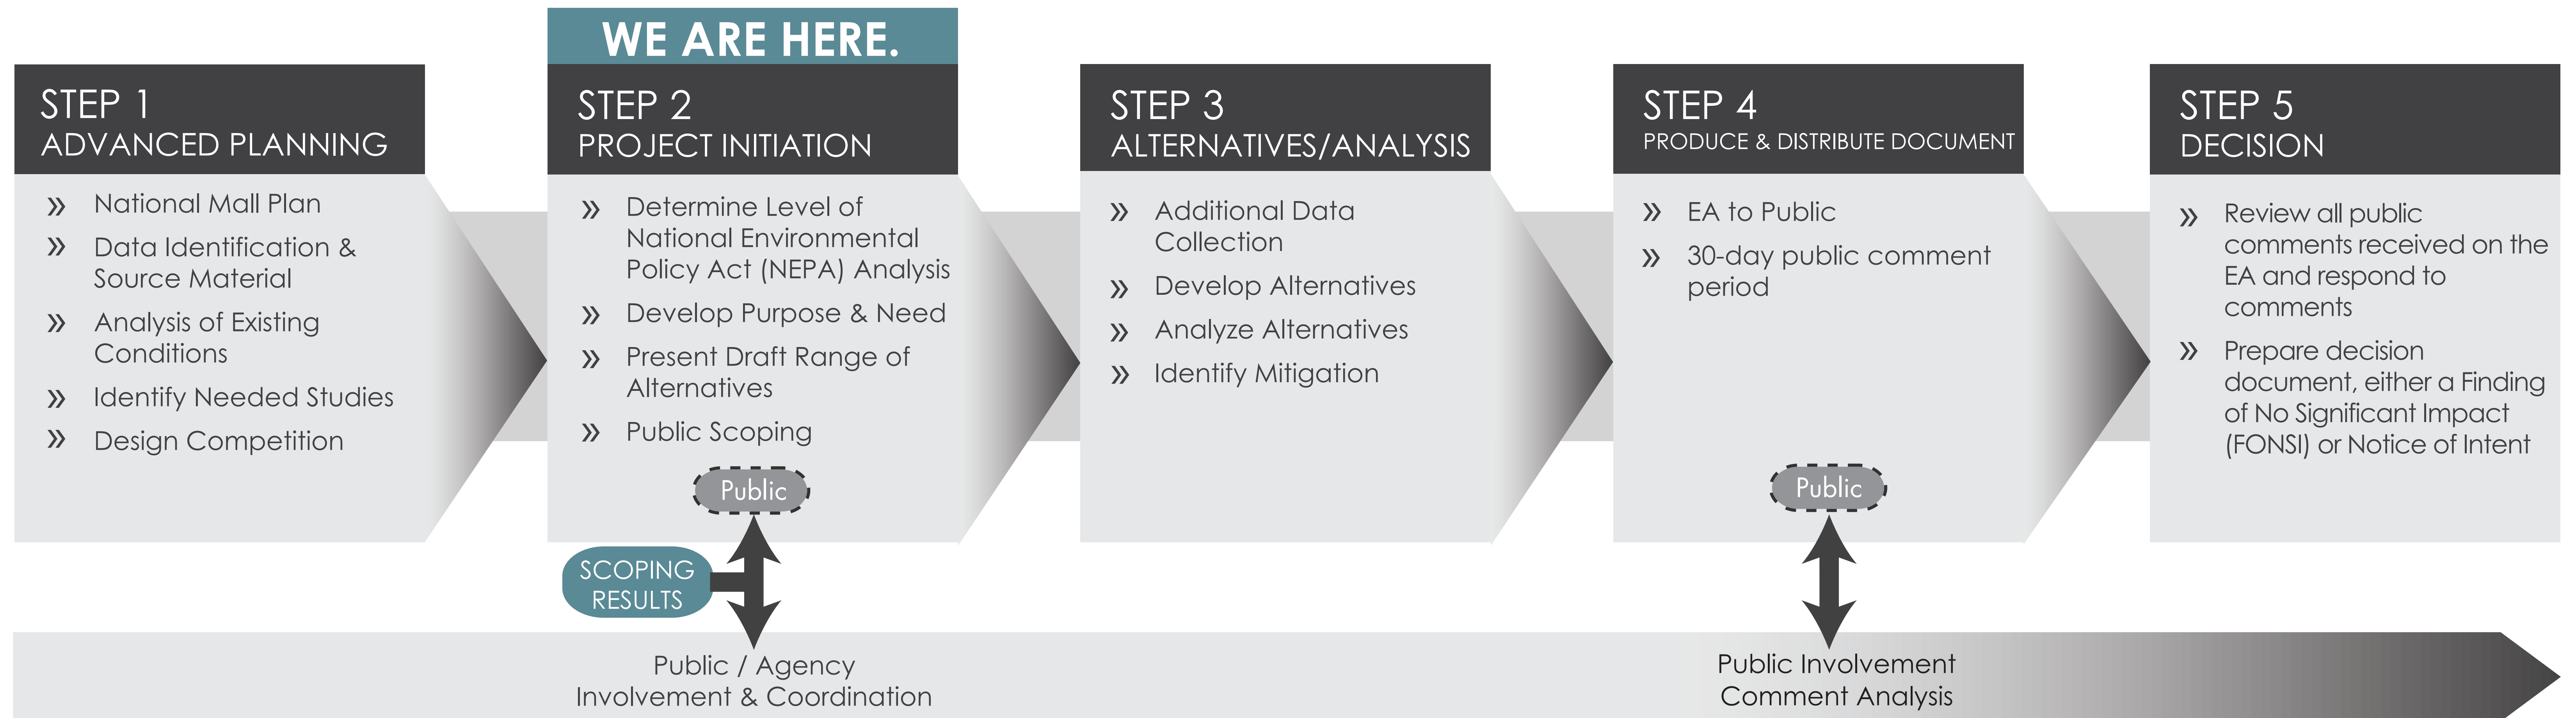 WE ARE HERE.
STEP 1
ADVANCED PLANNING
» National Mall Plan
» Data Identification &
Source Material
» Analysis of Existing
Conditions
» Identify Needed Studies
» Design Competition
STEP 2
PROJECT INITIATION
» Determine Level of
National Environmental
Policy Act (NEPA) Analysis
» Develop Purpose & Need
» Present Draft Range of
Alternatives
» Public Scoping
Public
SCOPING
RESULTS
Public / Agency
Involvement & Coordination
STEP 3
ALTERNATIVES/ANALYSIS
» Additional Data
Collection
» Develop Alternatives
» Analyze Alternatives
» Identify Mitigation
STEP 4
PRODUCE & DISTRIBUTE DOCUMENT
» EA to Public
» 30-day public comment
period
Public
Public Involvement
Comment Analysis
STEP 5
DECISION
» Review all public
comments received on the
EA and respond to
comments
» Prepare decision
document, either a Finding
of No Significant Impact
(FONSI) or Notice of Intent